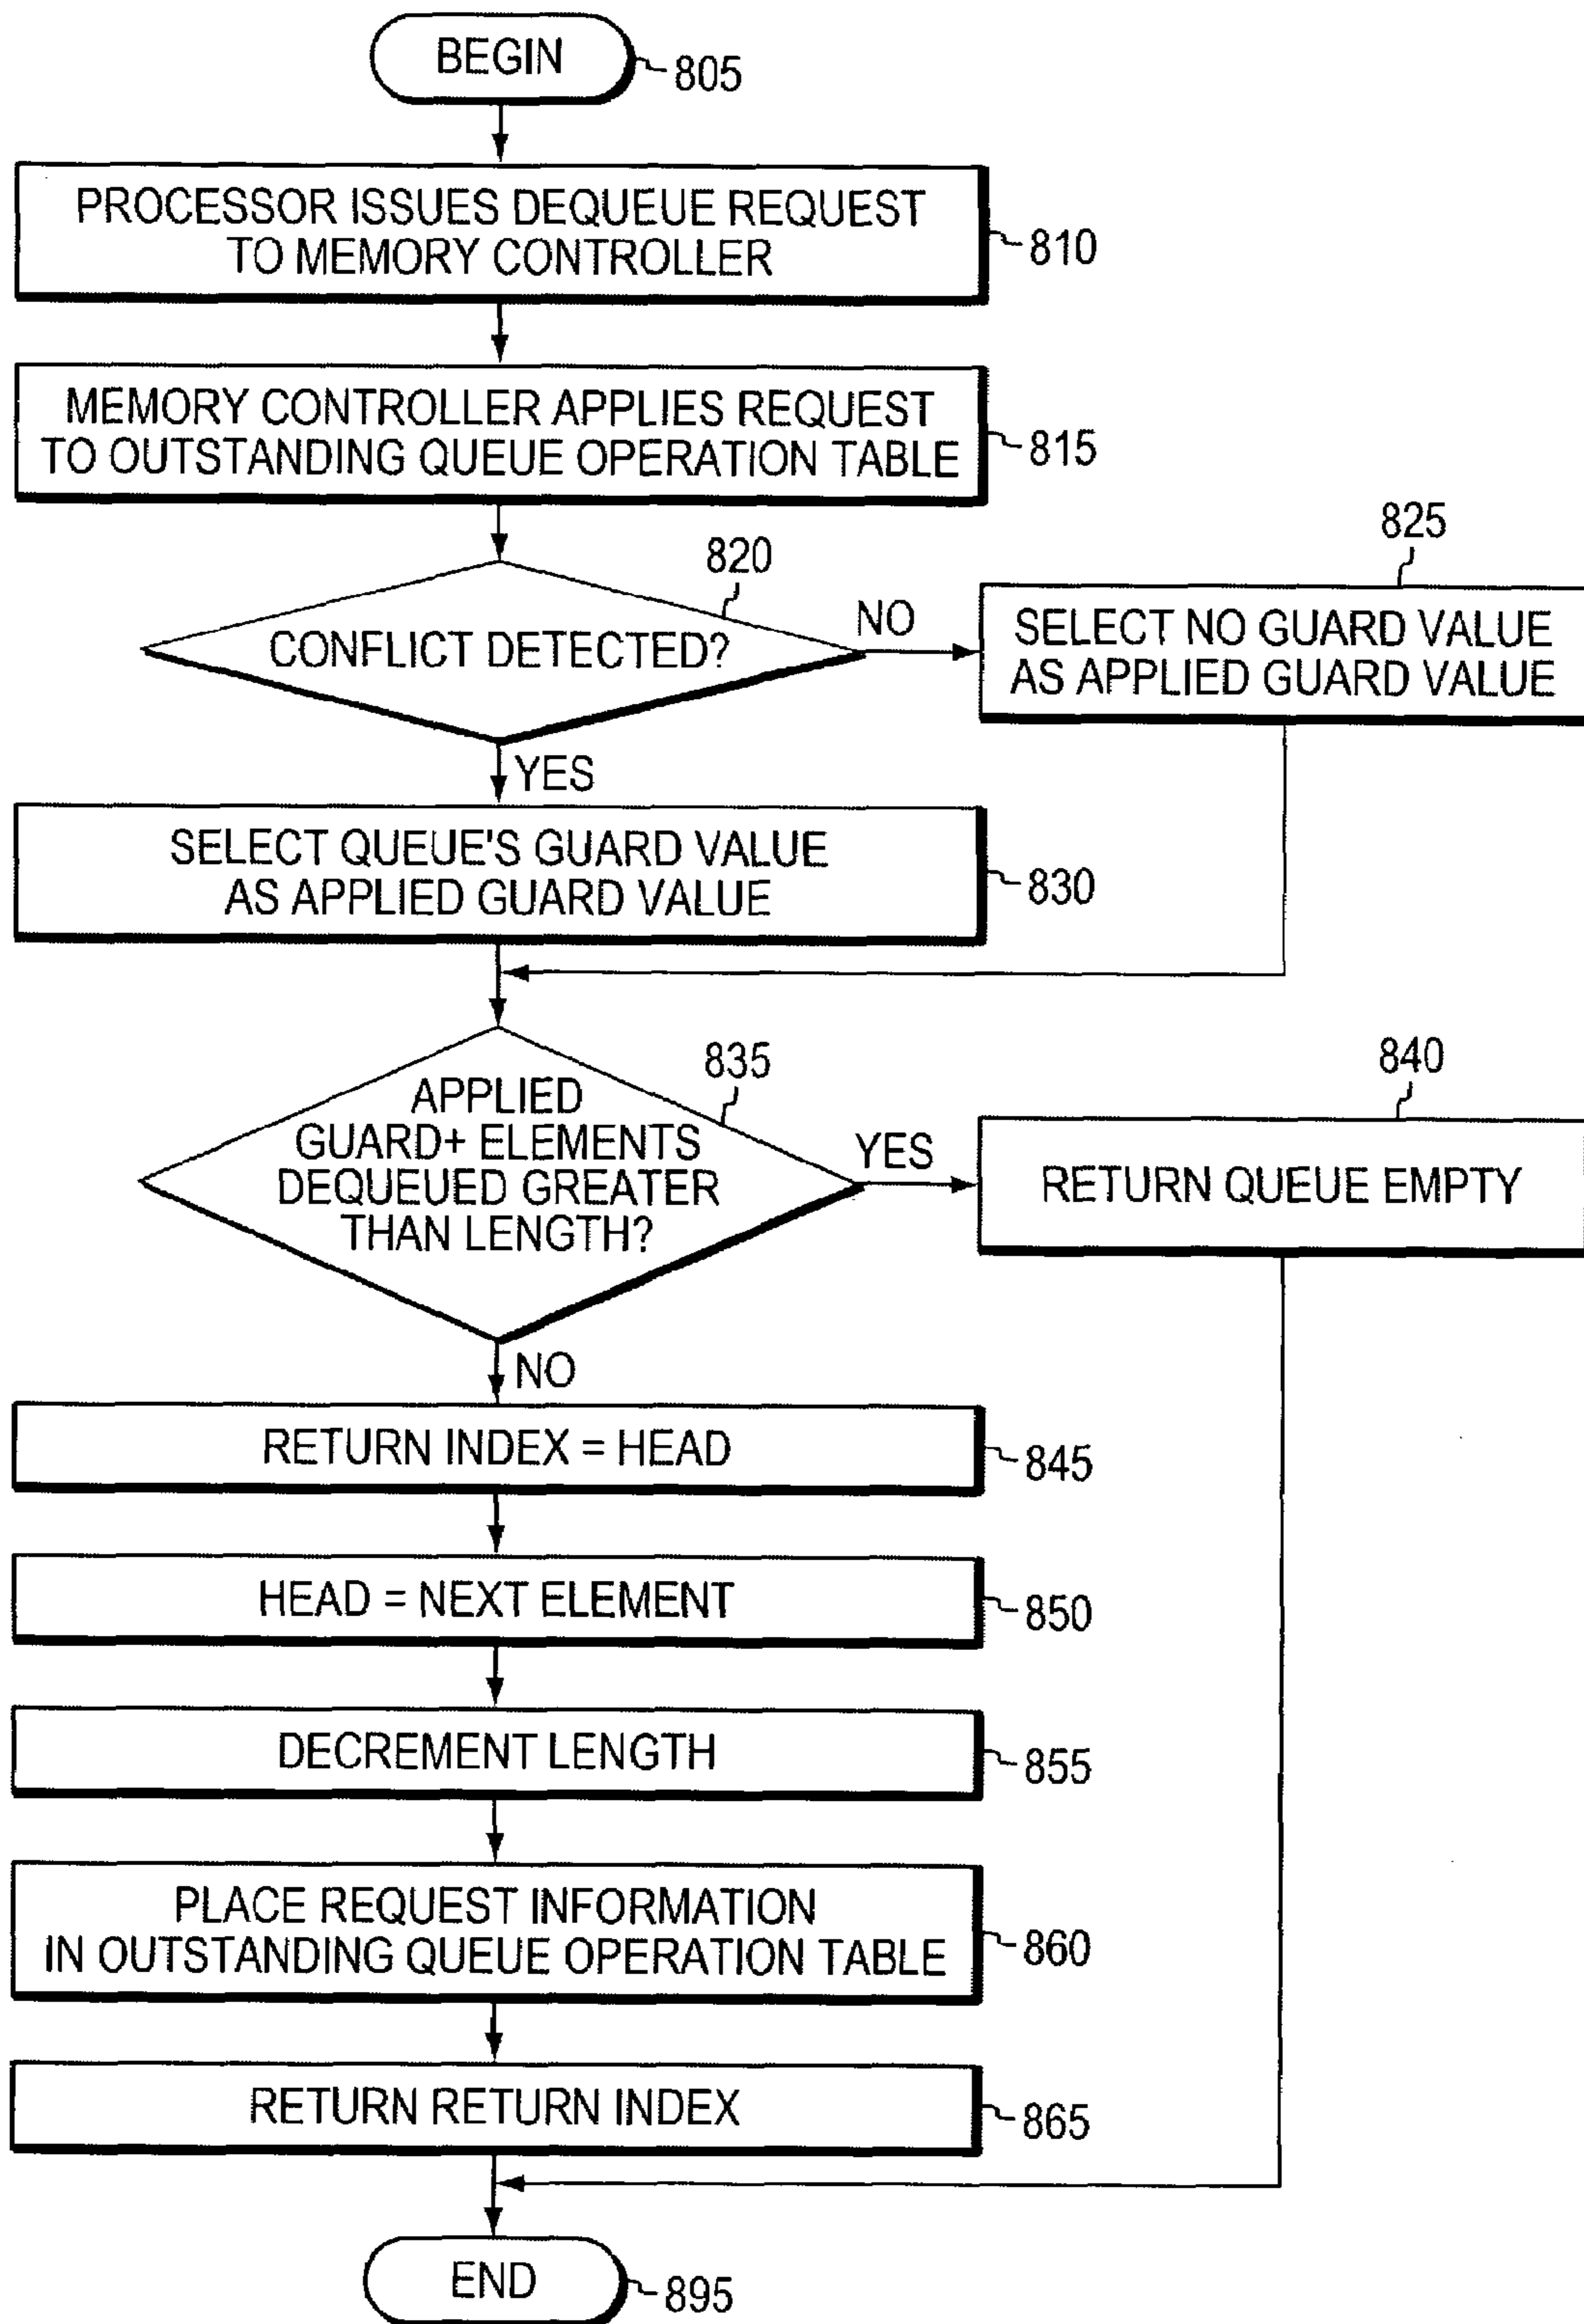 BEGIN
805
PROCESSOR ISSUES DEQUEUE REQUEST
TO MEMORY CONTROLLER
810
MEMORY CONTROLLER APPLIES REQUEST
TO OUTSTANDING QUEUE OPERATION TABLE
815
820
CONFLICT DETECTED?
NO
825
SELECT NO GUARD VALUE
AS APPLIED GUARD VALUE
YES
SELECT QUEUE'S GUARD VALUE
AS APPLIED GUARD VALUE
830
835
APPLIED
GUARD+ ELEMENTS
DEQUEUED GREATER
THAN LENGTH?
YES
840
RETURN QUEUE EMPTY
NO
RETURN INDEX = HEAD
845
HEAD = NEXT ELEMENT
850
DECREMENT LENGTH
855
PLACE REQUEST INFORMATION
IN OUTSTANDING QUEUE OPERATION TABLE
860
RETURN RETURN INDEX
865
END
895